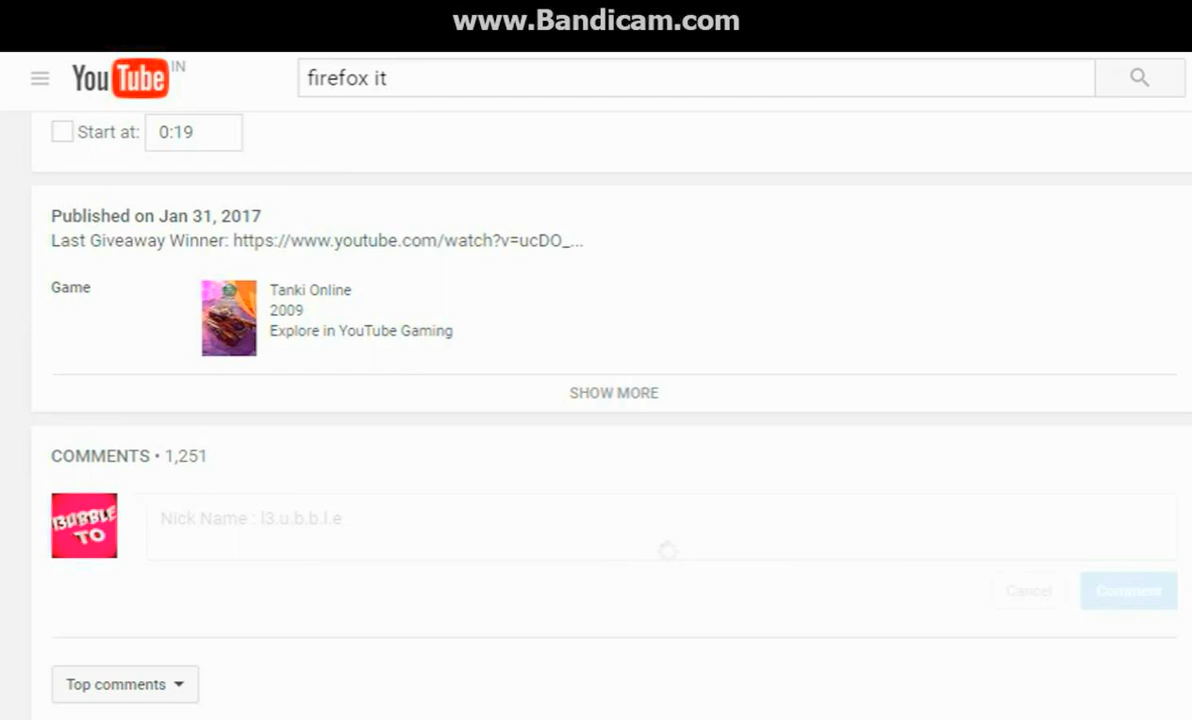 www.Bandicam.com
YouTube IN
firefox it
Start at: 0:19
Published on Jan 31, 2017
Last Giveaway Winner: https://www.youtube.com/watch?v=ucDO_...
Game
Tanki Online
2009
Explore in YouTube Gaming
SHOW MORE
COMMENTS • 1,251
l3UBBLE
TO
Nick Name : l3.u.b.b.l.e
Cancel
Comment
Top comments